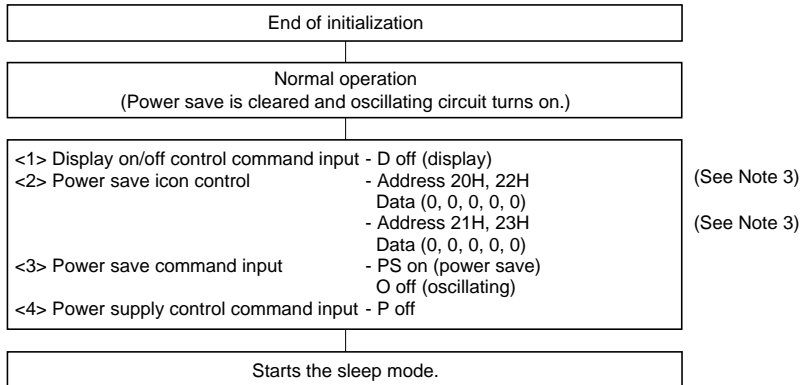 End of initialization
Normal operation
(Power save is cleared and oscillating circuit turns on.)
<1> Display on/off control command input - D off (display)
<2> Power save icon control - Address 20H, 22H (See Note 3)
Data (0, 0, 0, 0, 0)
- Address 21H, 23H (See Note 3)
Data (0, 0, 0, 0, 0)
<3> Power save command input - PS on (power save)
O off (oscillating)
<4> Power supply control command input - P off
Starts the sleep mode.